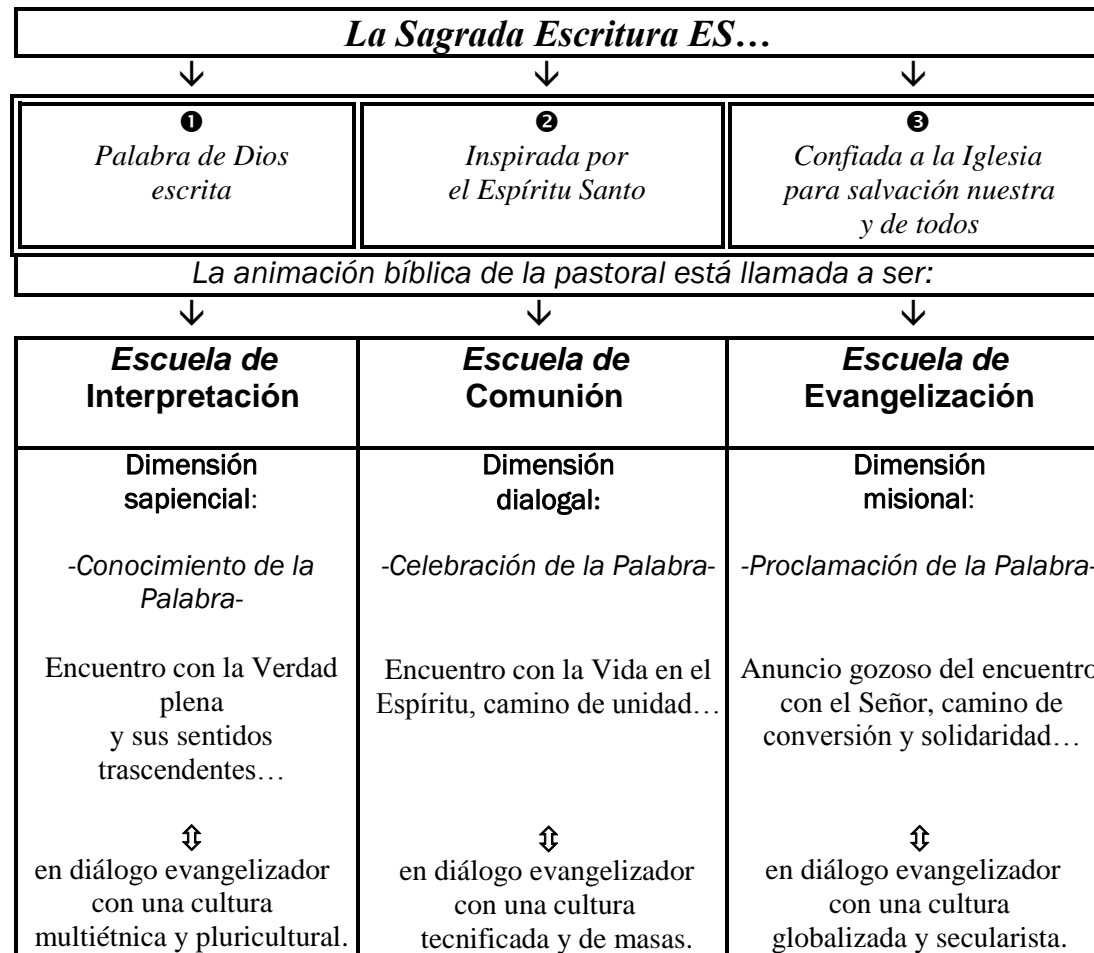 La Sagrada Escritura ES…
↓ ↓ ↓
❶
Palabra de Dios
escrita
❷
Inspirada por
el Espíritu Santo
❸
Confiada a la Iglesia
para salvación nuestra
y de todos
La animación bíblica de la pastoral está llamada a ser:
↓ ↓ ↓
Escuela de
Interpretación
Escuela de
Comunión
Escuela de
Evangelización
Dimensión
sapiencial:
-Conocimiento de la
Palabra-
Encuentro con la Verdad
plena
y sus sentidos
trascendentes…
⇕
en diálogo evangelizador
con una cultura
multiétnica y pluricultural.
Dimensión
dialogal:
-Celebración de la Palabra-
Encuentro con la Vida en el
Espíritu, camino de unidad…
⇕
en diálogo evangelizador
con una cultura
tecnificada y de masas.
Dimensión
misional:
-Proclamación de la Palabra-
Anuncio gozoso del encuentro
con el Señor, camino de
conversión y solidaridad…
⇕
en diálogo evangelizador
con una cultura
globalizada y secularista.